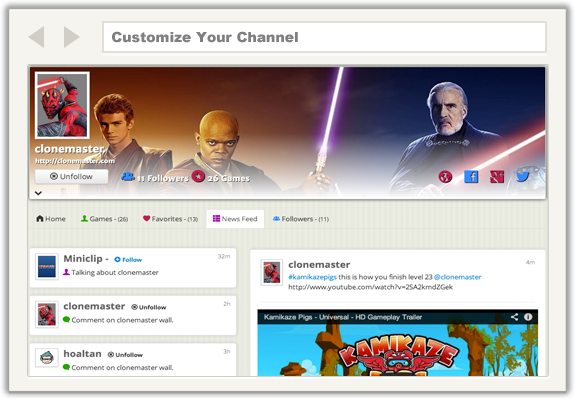 Customize Your Channel
clonemaster
http://clonemaster.com
Unfollow
11 Followers
26 Games
Home
Games - (26)
Favorites - (13)
News Feed
Followers - (11)
Miniclip -
Follow
32m
Talking about clonemaster
clonemaster
Unfollow
2h
Comment on clonemaster wall.
hoaltan
Unfollow
3h
Comment on clonemaster wall.
clonemaster
4m
#kamikazepigs this is how you finish level 23 @clonemaster
http://www.youtube.com/watch?v=2SA2kmdZGek
Kamikaze Pigs - Universal - HD Gameplay Trailer
KAMIKAZE
PIGS